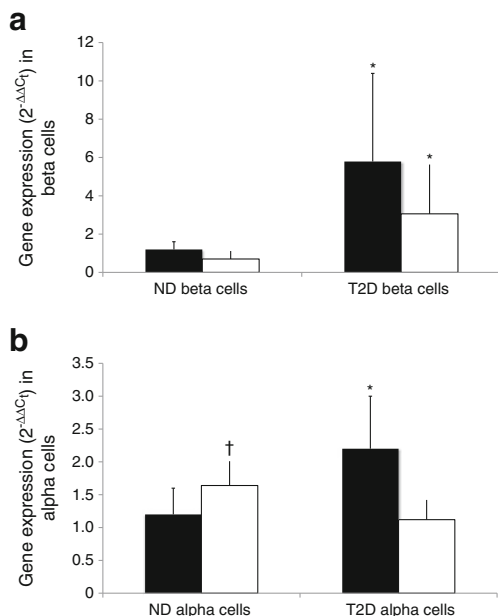 a
Gene expression (2^-ΔΔCt) in
beta cells
12
10
8
6
4
2
0
*
*
ND beta cells T2D beta cells
b
Gene expression (2^-ΔΔCt) in
alpha cells
3.5
3.0
2.5
2.0
1.5
1.0
0.5
0
†
*
ND alpha cells T2D alpha cells